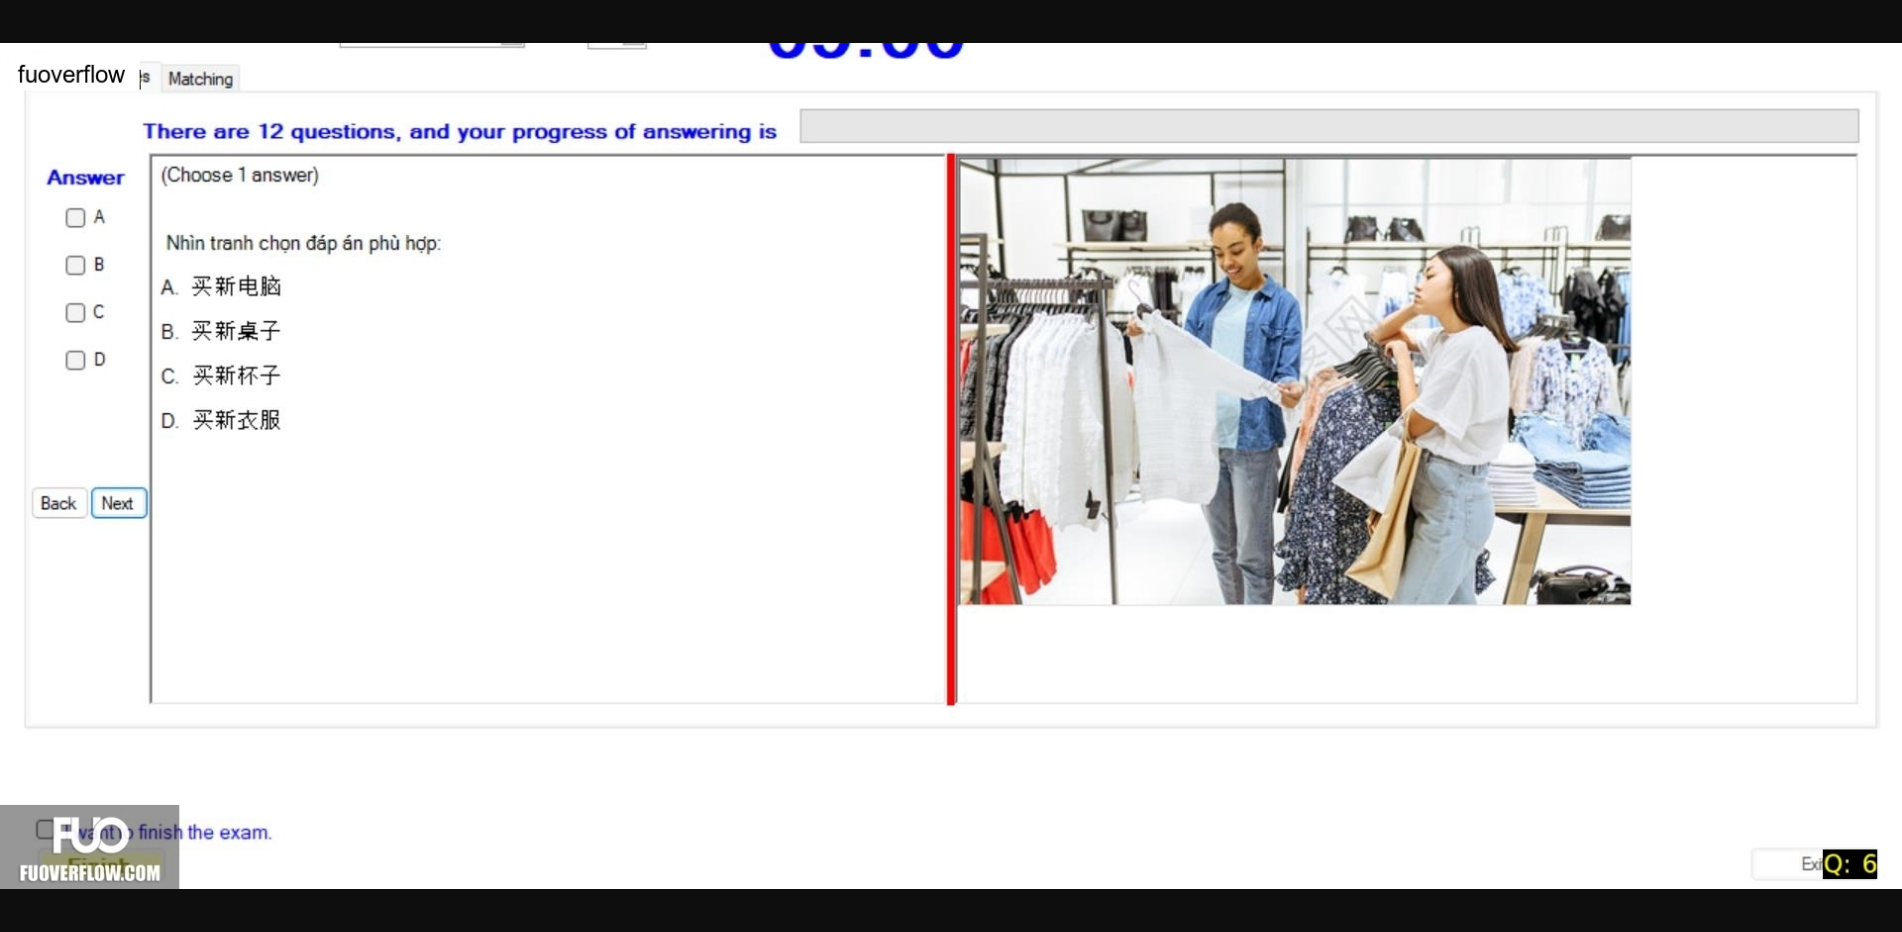 fuoverflow
Matching
There are 12 questions, and your progress of answering is
Answer
(Choose 1 answer)
A
B
C
D
Nhìn tranh chọn đáp án phù hợp:
A. 买新电脑
B. 买新桌子
C. 买新杯子
D. 买新衣服
Back
Next
want to finish the exam.
FUO
FUOVERFLOW.COM
Q: 6